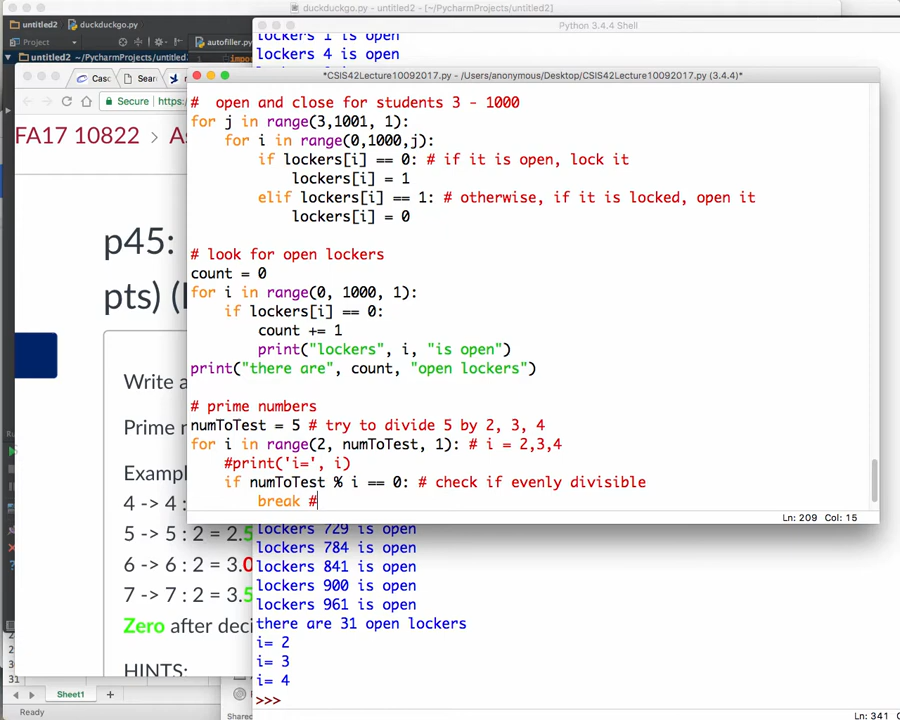 duckduckgo.py - untitled2 - [~/PycharmProjects/untitled2]
untitled2
duckduckgo.py
Python 3.4.4 Shell
Project
autofiller.py
lockers 1 is open
lockers 4 is open
untitled2 ~/PycharmProjects/untitled
impor
Casc
Sear
*CSIS42Lecture10092017.py - /Users/anonymous/Desktop/CSIS42Lecture10092017.py (3.4.4)*
Secure
https:
FA17 10822 > As
# open and close for students 3 - 1000
for j in range(3,1001, 1):
for i in range(0,1000,j):
if lockers[i] == 0: # if it is open, lock it
lockers[i] = 1
elif lockers[i] == 1: # otherwise, if it is locked, open it
lockers[i] = 0
# look for open lockers
count = 0
for i in range(0, 1000, 1):
if lockers[i] == 0:
count += 1
print("lockers", i, "is open")
print("there are", count, "open lockers")
# prime numbers
numToTest = 5 # try to divide 5 by 2, 3, 4
for i in range(2, numToTest, 1): # i = 2,3,4
#print('i=', i)
if numToTest % i == 0: # check if evenly divisible
break #
Ln: 209 Col: 15
p45:
pts) (
Write a
Prime n
Exampl
4 -> 4 :
5 -> 5 : 2 = 2.5
6 -> 6 : 2 = 3.0
7 -> 7 : 2 = 3.5
Zero after deci
HINTS:
lockers 729 is open
lockers 784 is open
lockers 841 is open
lockers 900 is open
lockers 961 is open
there are 31 open lockers
i= 2
i= 3
i= 4
>>>
31
Sheet1
Ready
Shared
Ln: 341 Col: